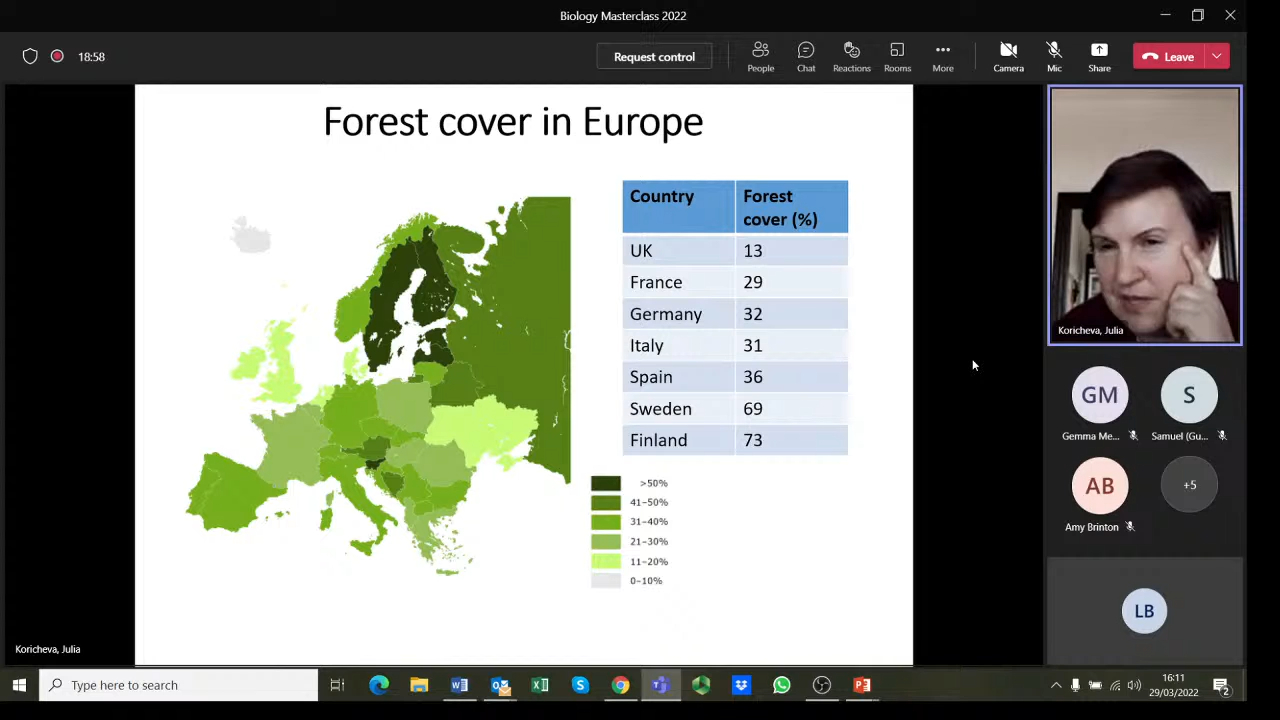 Biology Masterclass 2022
18:58
Request control
People
Chat
Reactions
Rooms
More
Camera
Mic
Share
Leave
Forest cover in Europe
Country Forest
cover (%)
UK 13
France 29
Germany 32
Italy 31
Spain 36
Sweden 69
Finland 73
>50%
41-50%
31-40%
21-30%
11-20%
0-10%
Koricheva, Julia
Koricheva, Julia
GM
S
Gemma Me...
Samuel (Gu...
AB
+5
Amy Brinton
LB
Type here to search
16:11
29/03/2022
2